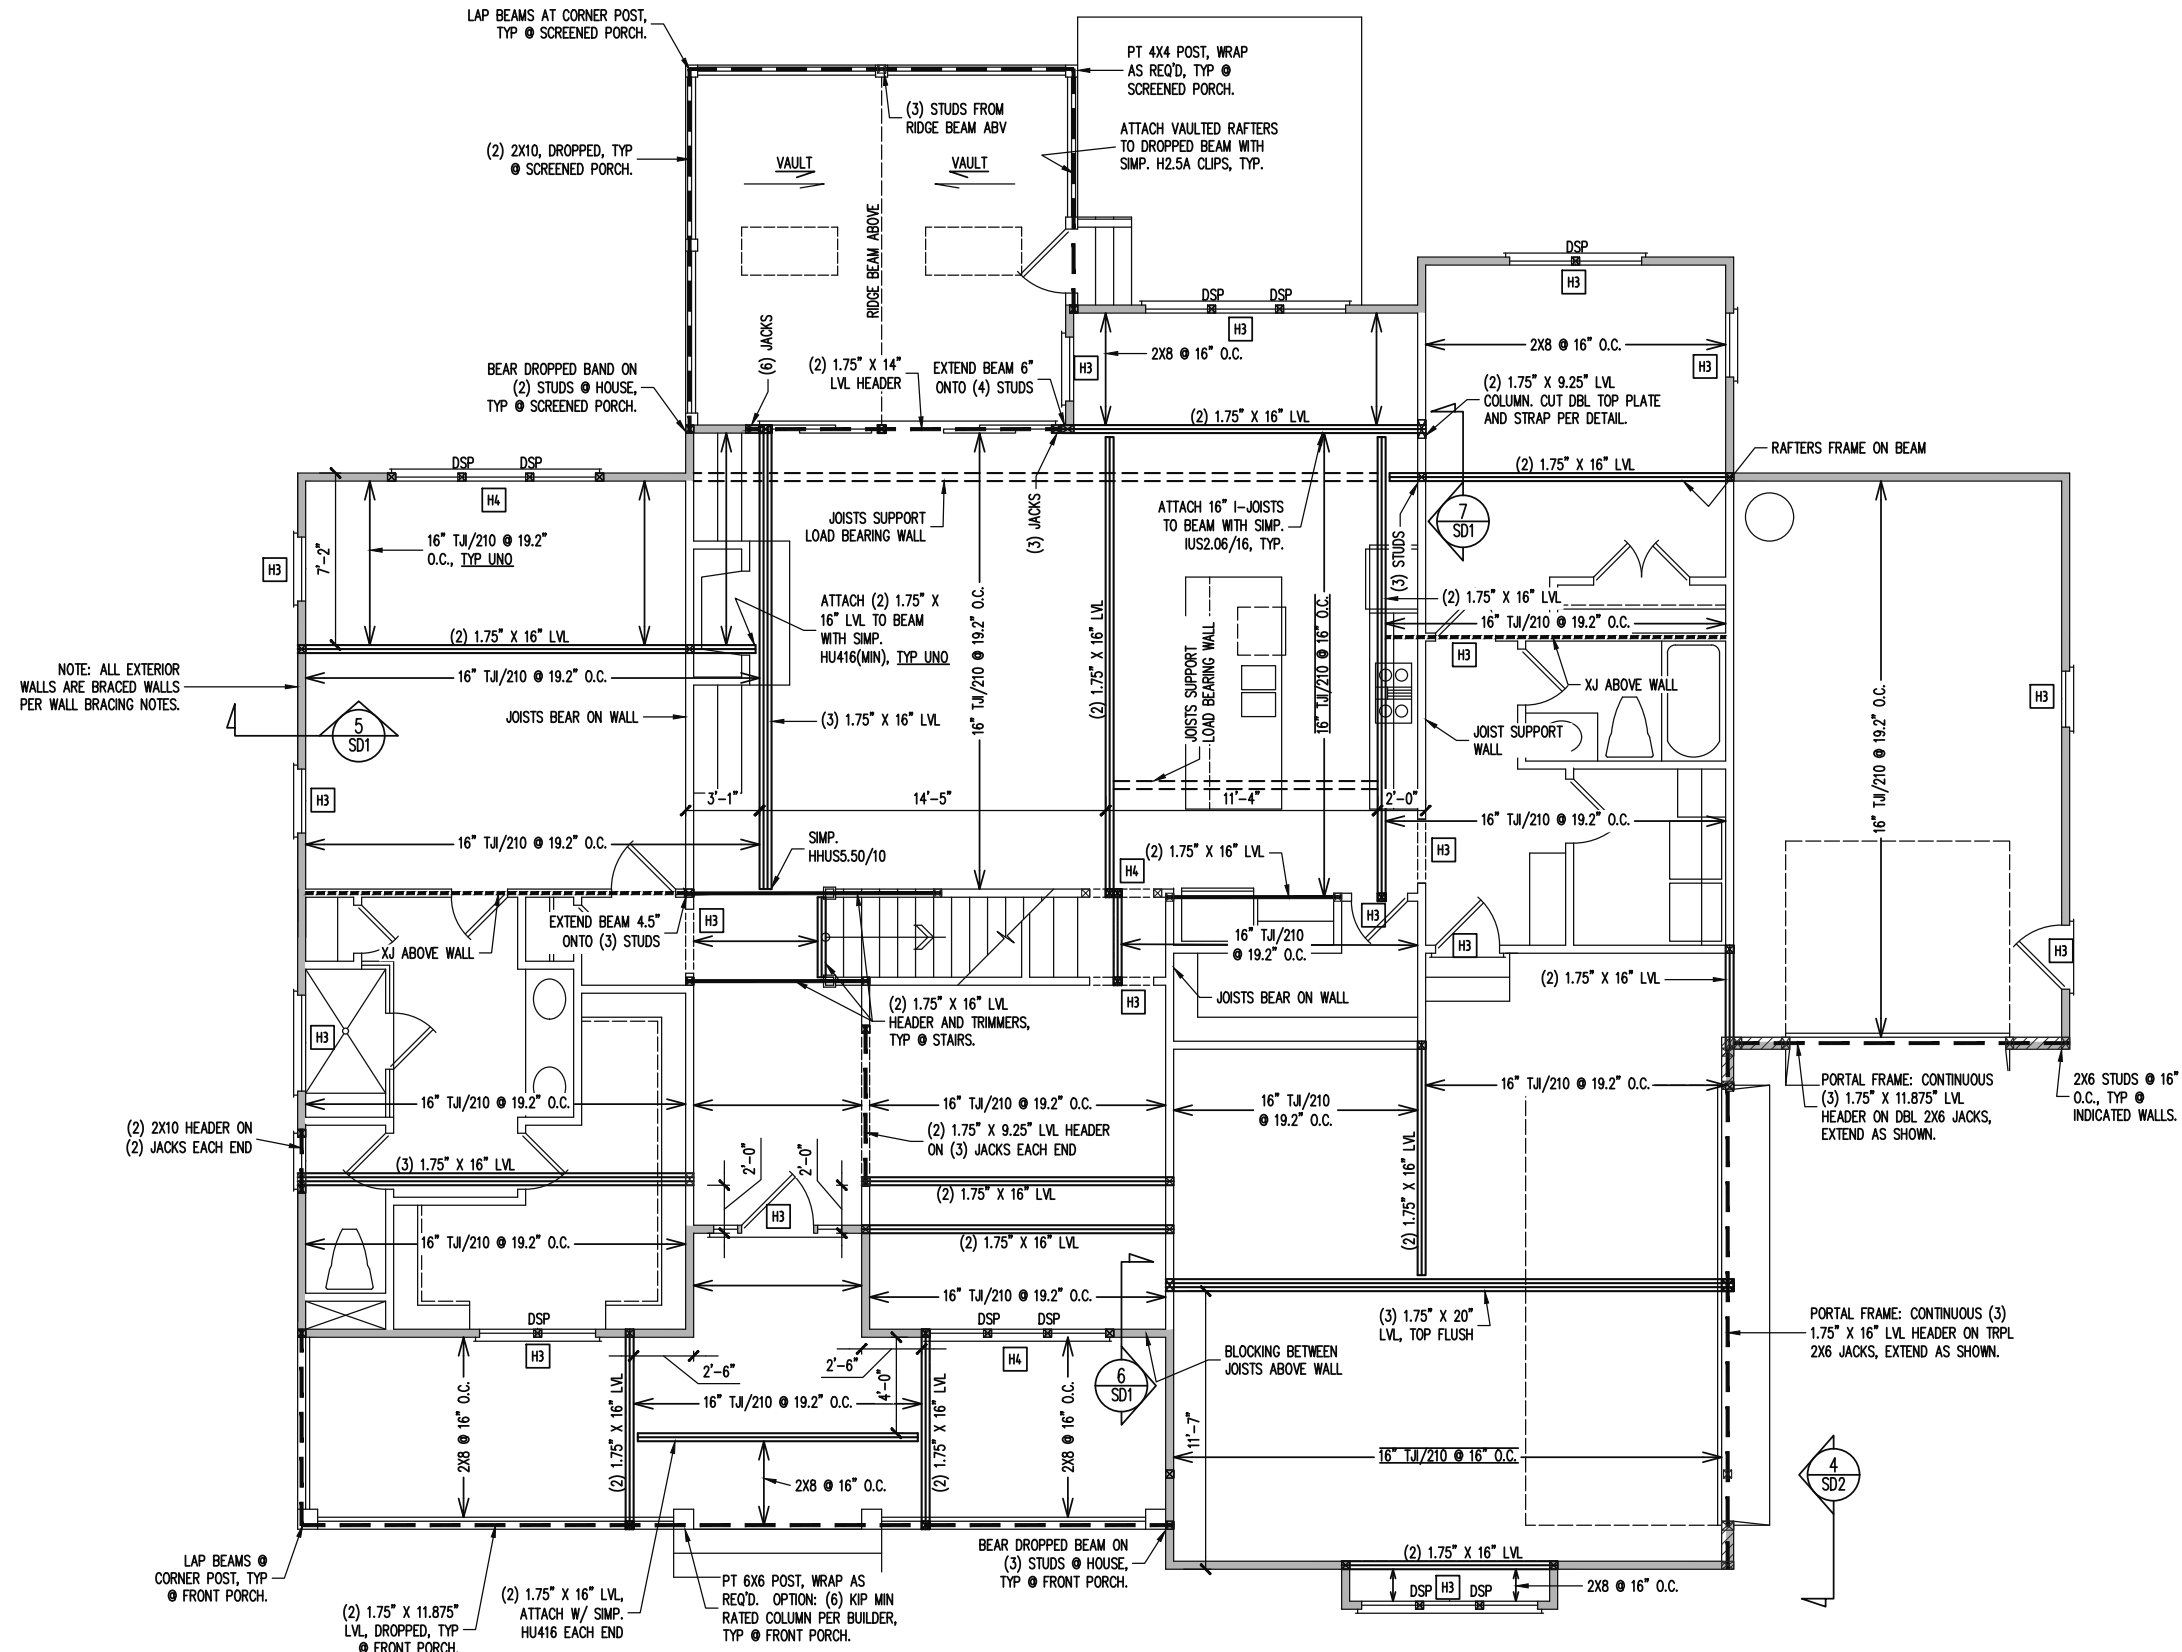 LAP BEAMS AT CORNER POST,
TYP @ SCREENED PORCH.
PT 4X4 POST, WRAP
AS REQ'D, TYP @
SCREENED PORCH.
(3) STUDS FROM
RIDGE BEAM ABV
ATTACH VAULTED RAFTERS
TO DROPPED BEAM WITH
SIMP. H2.5A CLIPS, TYP.
(2) 2X10, DROPPED, TYP
@ SCREENED PORCH.
VAULT
VAULT
RIDGE BEAM ABOVE
DSP
H3
DSP
DSP
H3
2X8 @ 16" O.C.
2X8 @ 16" O.C.
H3
H3
(6) JACKS
(2) 1.75" X 14"
LVL HEADER
EXTEND BEAM 6"
ONTO (4) STUDS
BEAR DROPPED BAND ON
(2) STUDS @ HOUSE,
TYP @ SCREENED PORCH.
(2) 1.75" X 9.25" LVL
COLUMN. CUT DBL TOP PLATE
AND STRAP PER DETAIL.
(2) 1.75" X 16" LVL
RAFTERS FRAME ON BEAM
(2) 1.75" X 16" LVL
DSP
DSP
H4
JOISTS SUPPORT
LOAD BEARING WALL
(3) JACKS
ATTACH 16" I-JOISTS
TO BEAM WITH SIMP.
IUS2.06/16, TYP.
(3) STUDS
7
SD1
16" TJI/210 @ 19.2"
O.C., TYP UNO
7'-2"
H3
ATTACH (2) 1.75" X
16" LVL TO BEAM
WITH SIMP.
HU416(MIN), TYP UNO
16" TJI/210 @ 19.2" O.C.
(2) 1.75" X 16" LVL
JOISTS SUPPORT
LOAD BEARING WALL
16" TJI/210 @ 16" O.C.
(2) 1.75" X 16" LVL
16" TJI/210 @ 19.2" O.C.
(2) 1.75" X 16" LVL
NOTE: ALL EXTERIOR
WALLS ARE BRACED WALLS
PER WALL BRACING NOTES.
16" TJI/210 @ 19.2" O.C.
H3
XJ ABOVE WALL
JOISTS BEAR ON WALL
(3) 1.75" X 16" LVL
JOIST SUPPORT
WALL
16" TJI/210 @ 19.2" O.C.
H3
5
SD1
H3
3'-1"
14'-5"
11'-4"
2'-0"
16" TJI/210 @ 19.2" O.C.
16" TJI/210 @ 19.2" O.C.
SIMP.
HHUS5.50/10
(2) 1.75" X 16" LVL
H3
H4
EXTEND BEAM 4.5"
ONTO (3) STUDS
H3
H3
H3
H3
XJ ABOVE WALL
16" TJI/210
@ 19.2" O.C.
(2) 1.75" X 16" LVL
H3
JOISTS BEAR ON WALL
(2) 1.75" X 16" LVL
HEADER AND TRIMMERS,
TYP @ STAIRS.
H3
16" TJI/210 @ 19.2" O.C.
16" TJI/210 @ 19.2" O.C.
16" TJI/210
@ 19.2" O.C.
16" TJI/210 @ 19.2" O.C.
PORTAL FRAME: CONTINUOUS
(3) 1.75" X 11.875" LVL
HEADER ON DBL 2X6 JACKS,
EXTEND AS SHOWN.
2X6 STUDS @ 16"
O.C., TYP @
INDICATED WALLS.
(2) 2X10 HEADER ON
(2) JACKS EACH END
(2) 1.75" X 9.25" LVL HEADER
ON (3) JACKS EACH END
(3) 1.75" X 16" LVL
2'-0"
2'-0"
(2) 1.75" X 16" LVL
(2) 1.75" X 16" LVL
H3
16" TJI/210 @ 19.2" O.C.
(2) 1.75" X 16" LVL
16" TJI/210 @ 19.2" O.C.
DSP
H3
DSP
DSP
H4
(3) 1.75" X 20"
LVL, TOP FLUSH
PORTAL FRAME: CONTINUOUS (3)
1.75" X 16" LVL HEADER ON TRPL
2X6 JACKS, EXTEND AS SHOWN.
BLOCKING BETWEEN
JOISTS ABOVE WALL
2'-6"
2'-6"
4'-0"
6
SD1
16" TJI/210 @ 19.2" O.C.
2X8 @ 16" O.C.
(2) 1.75" X 16" LVL
(2) 1.75" X 16" LVL
2X8 @ 16" O.C.
11'-7"
16" TJI/210 @ 16" O.C.
4
SD2
2X8 @ 16" O.C.
LAP BEAMS @
CORNER POST, TYP
@ FRONT PORCH.
BEAR DROPPED BEAM ON
(3) STUDS @ HOUSE,
TYP @ FRONT PORCH.
(2) 1.75" X 16" LVL
DSP
H3
DSP
2X8 @ 16" O.C.
(2) 1.75" X 11.875"
LVL, DROPPED, TYP
@ FRONT PORCH.
(2) 1.75" X 16" LVL,
ATTACH W/ SIMP.
HU416 EACH END
PT 6X6 POST, WRAP AS
REQ'D. OPTION: (6) KIP MIN
RATED COLUMN PER BUILDER,
TYP @ FRONT PORCH.